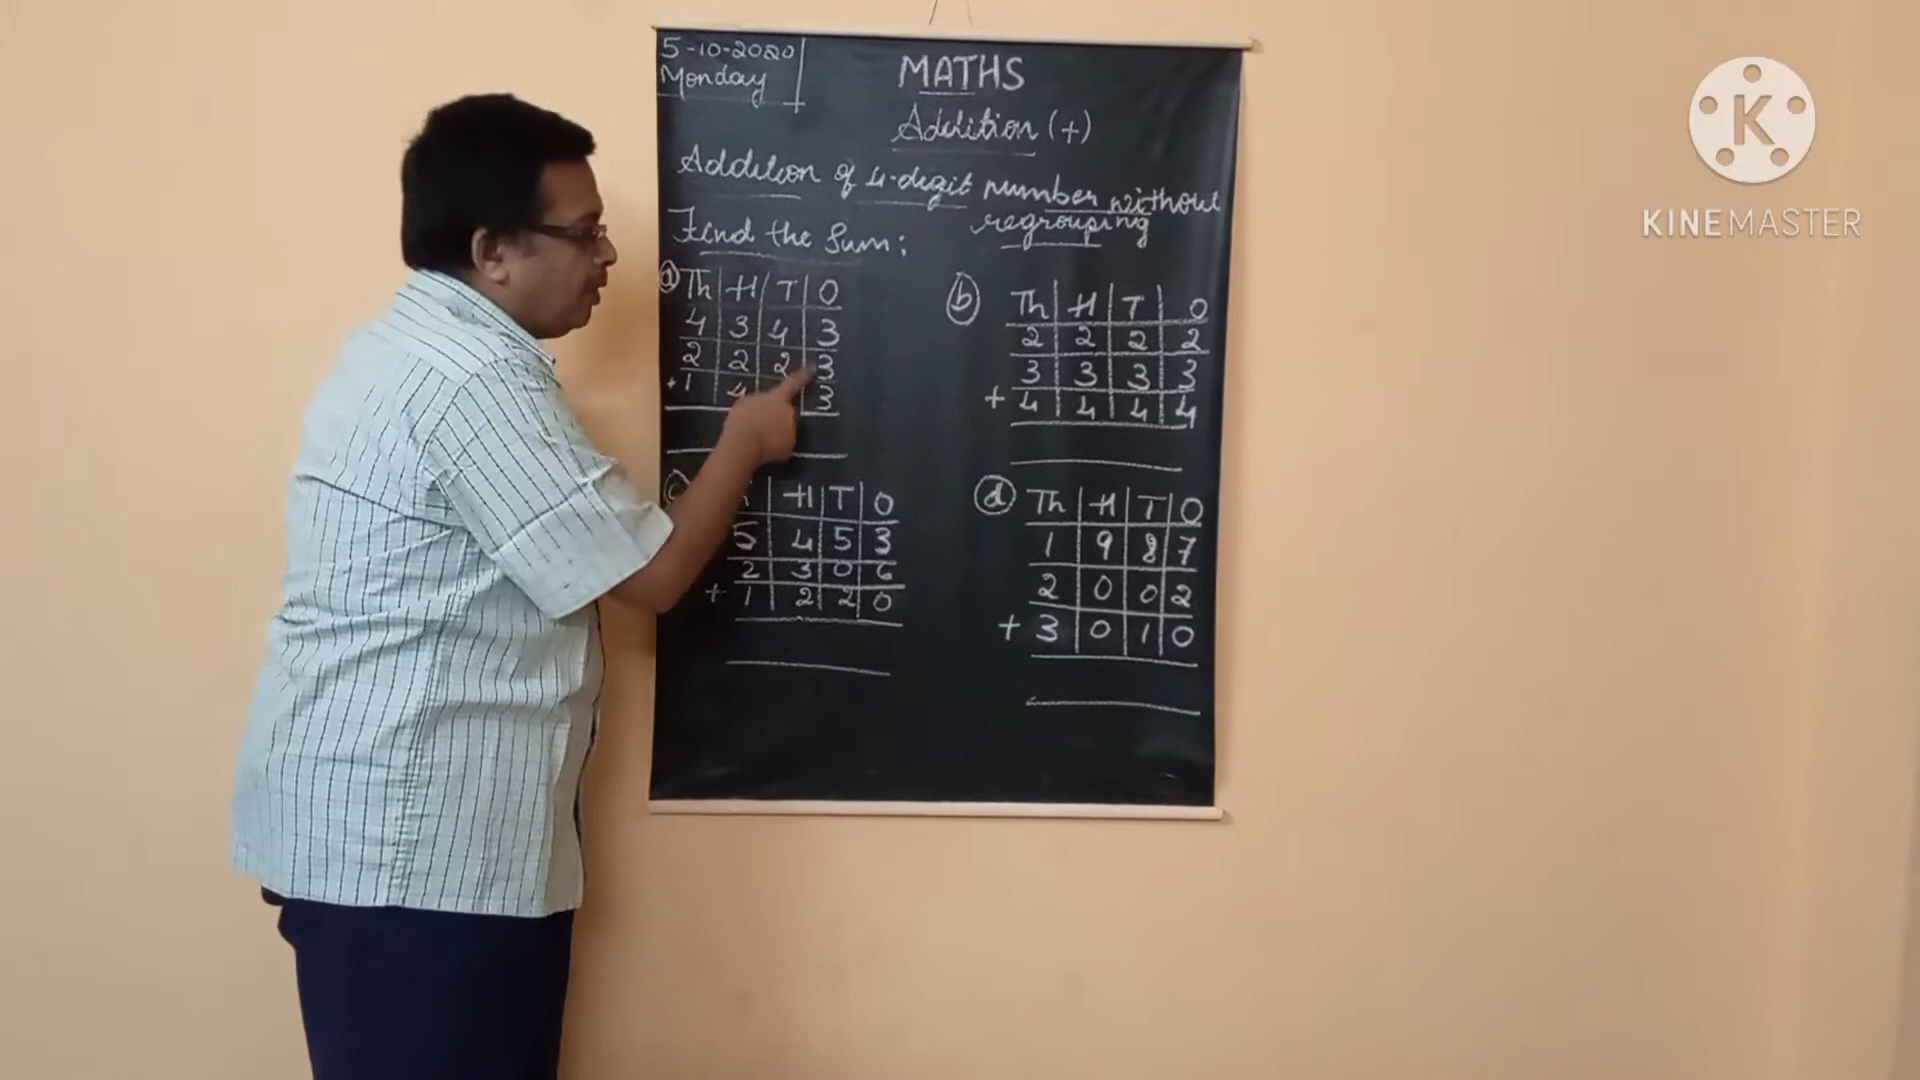 5-10-2020
Monday
MATHS
Addition (+)
Addition of 4-digit number without
regrouping
Find the Sum:
a Th H T O
4 3 4 3
2 2 2 3
+ 1 4 3
b Th H T O
2 2 2 2
3 3 3 3
+ 4 4 4 4
c H T O
5 4 5 3
2 3 0 6
+ 1 2 2 0
d Th H T O
1 9 8 7
2 0 0 2
+ 3 0 1 0
K
KINEMASTER